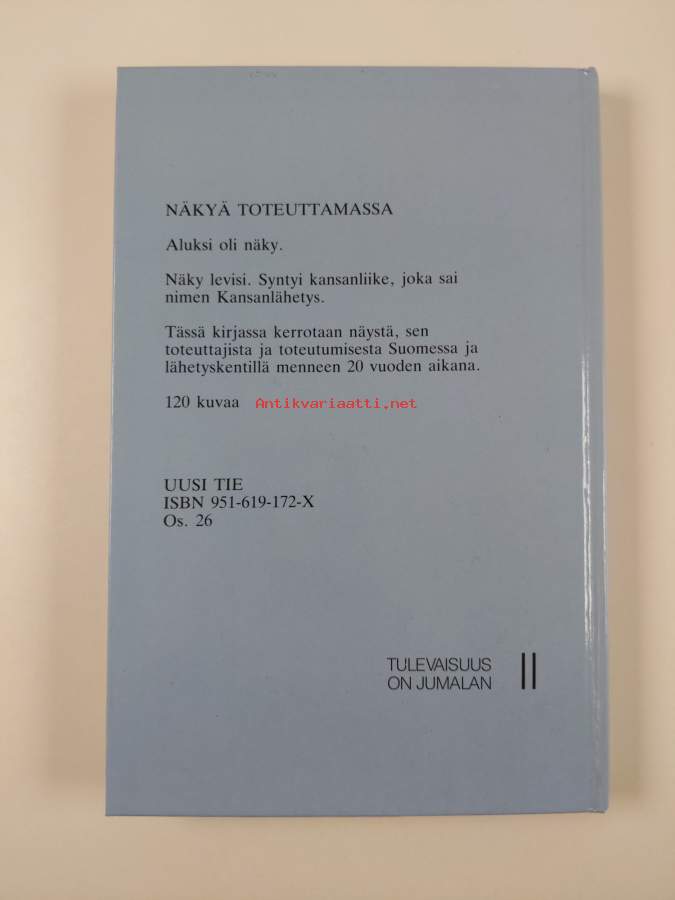 NÄKYÄ TOTEUTTAMASSA
Aluksi oli näky.
Näky levisi. Syntyi kansanliike, joka sai
nimen Kansanlähetys.
Tässä kirjassa kerrotaan näystä, sen
toteuttajista ja toteutumisesta Suomessa ja
lähetyskentillä menneen 20 vuoden aikana.
120 kuvaa Antikvariaatti.net
UUSI TIE
ISBN 951-619-172-X
Os. 26
TULEVAISUUS
ON JUMALAN II